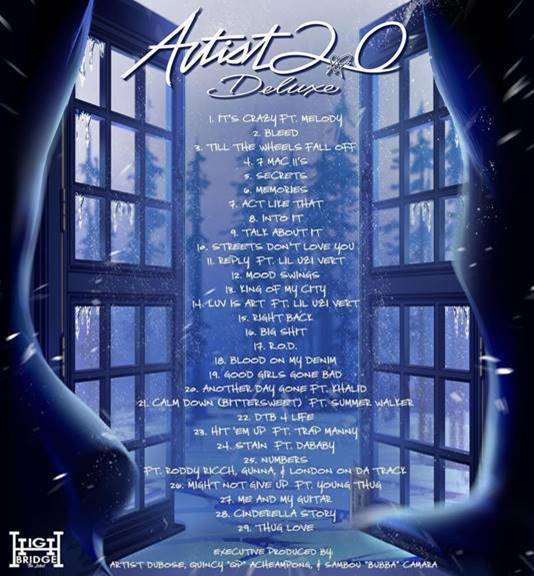 Artist 2.0
Deluxe
1. IT'S CRAZY FT. MELODY
2. BLEED
3. TILL THE WHEELS FALL OFF
4. 7 MAC 11'S
5. SECRETS
6. MEMORIES
7. ACT LIKE THAT
8. INTO IT
9. TALK ABOUT IT
10. STREETS DON'T LOVE YOU
11. REPLY FT. LIL UZI VERT
12. MOOD SWINGS
13. KING OF MY CITY
14. LUV IS ART FT. LIL UZI VERT
15. RIGHT BACK
16. BIG SHIT
17. R.O.D.
18. BLOOD ON MY DENIM
19. GOOD GIRLS GONE BAD
20. ANOTHER DAY GONE FT. KHALID
21. CALM DOWN (BITTERSWEET) FT. SUMMER WALKER
22. DTB 4 LIFE
23. HIT 'EM UP FT. TRAP MANNY
24. STAIN FT. DABABY
25. NUMBERS
FT. RODDY RICCH, GUNNA, & LONDON ON DA TRACK
26. MIGHT NOT GIVE UP FT. YOUNG THUG
27. ME AND MY GUITAR
28. CINDERELLA STORY
29. THUG LOVE
EXECUTIVE PRODUCED BY:
ARTIST DUBOSE, QUINCY "QP" ACHEAMPONG, & SAMBOU "BUBBA" CAMARA
HIGH
BRIDGE
The Label